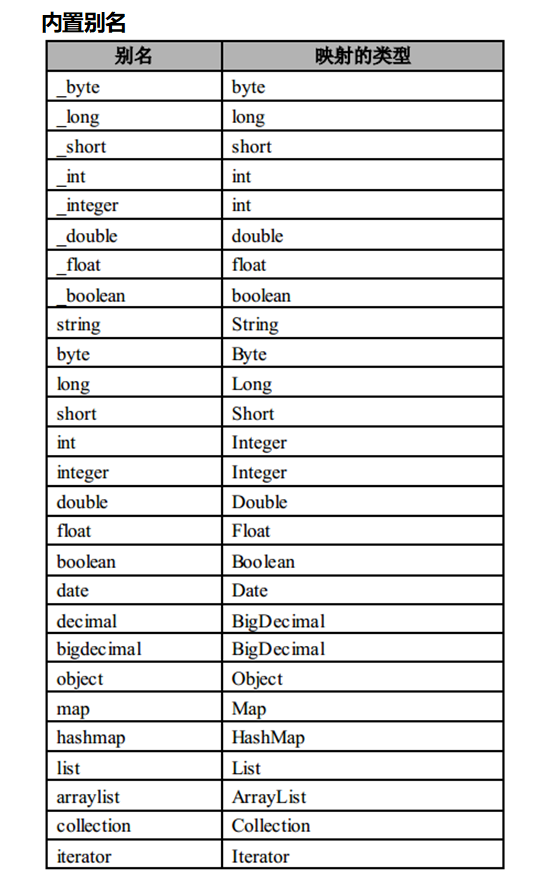 内置别名
别名 映射的类型
_byte byte
_long long
_short short
_int int
_integer int
_double double
_float float
_boolean boolean
string String
byte Byte
long Long
short Short
int Integer
integer Integer
double Double
float Float
boolean Boolean
date Date
decimal BigDecimal
bigdecimal BigDecimal
object Object
map Map
hashmap HashMap
list List
arraylist ArrayList
collection Collection
iterator Iterator